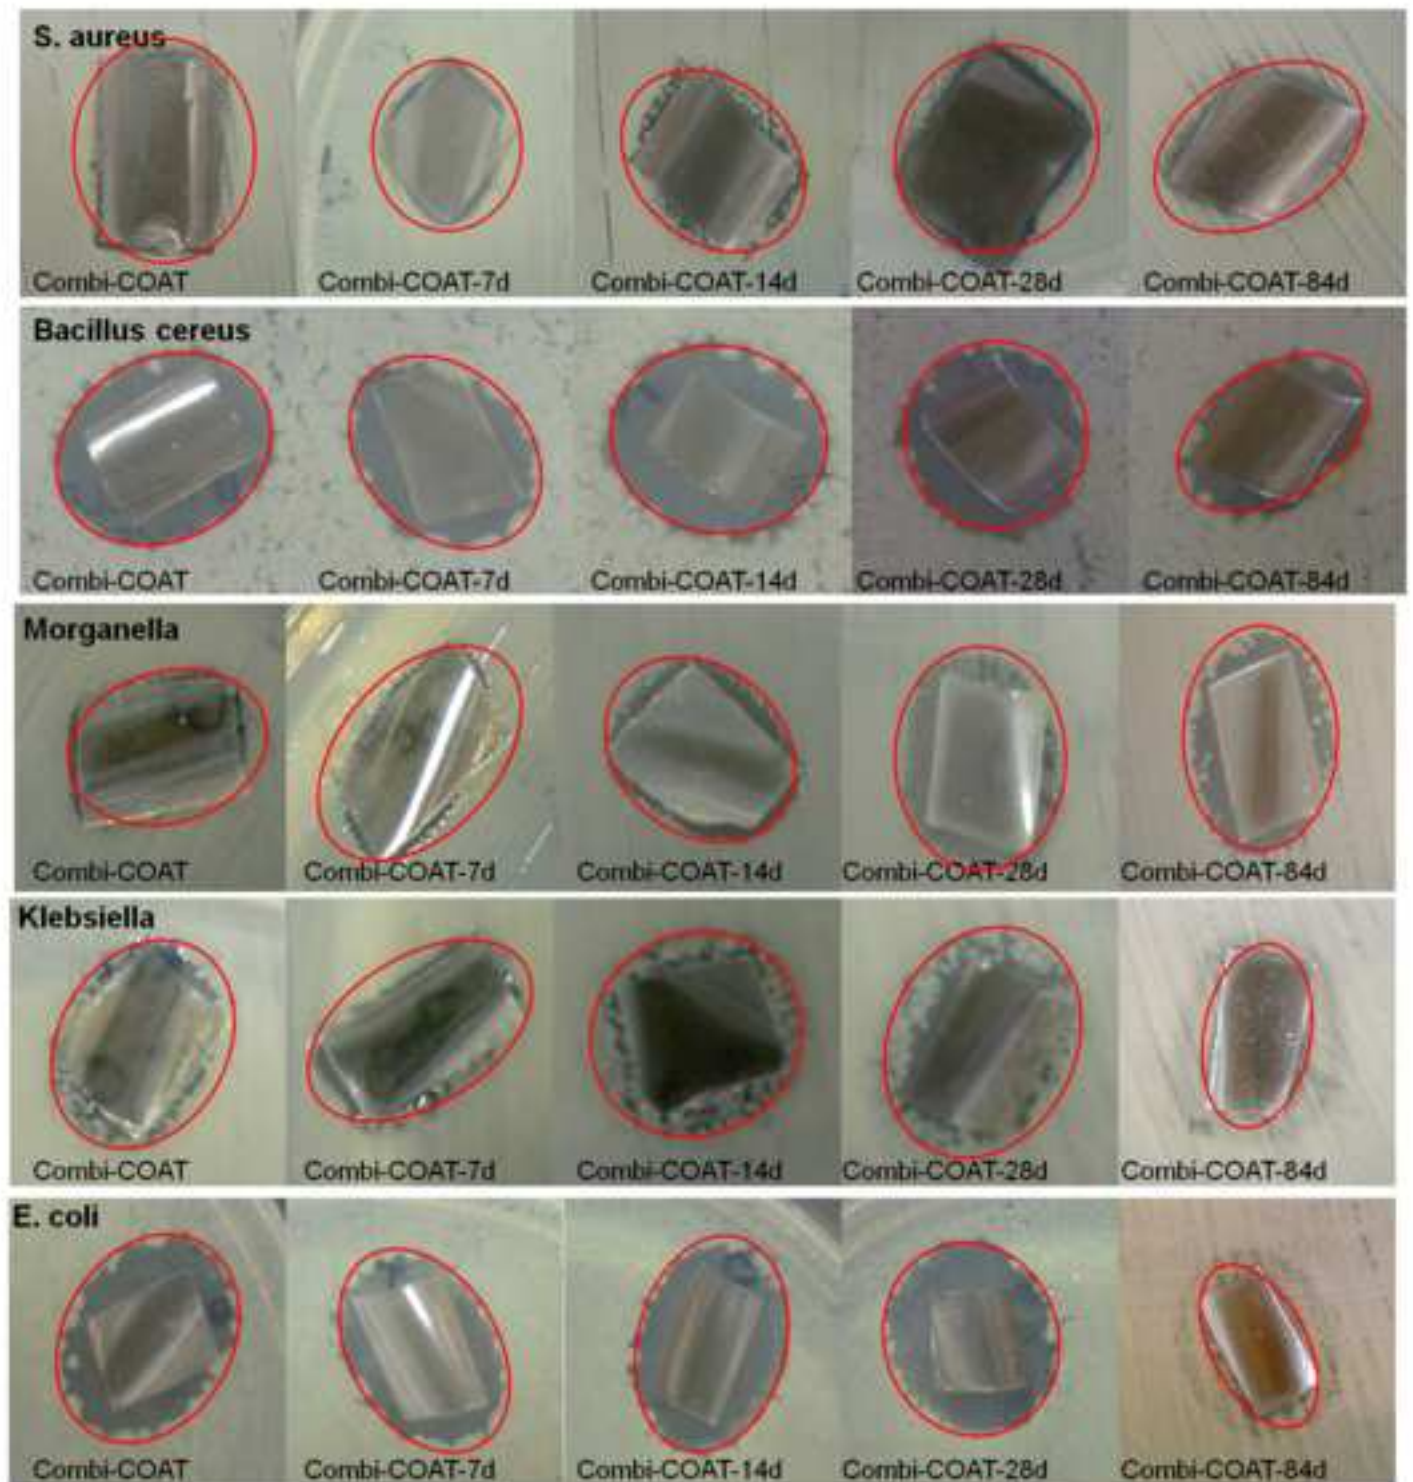 S. aureus
Combi-COAT Combi-COAT-7d Combi-COAT-14d Combi-COAT-28d Combi-COAT-84d
Bacillus cereus
Combi-COAT Combi-COAT-7d Combi-COAT-14d Combi-COAT-28d Combi-COAT-84d
Morganella
Combi-COAT Combi-COAT-7d Combi-COAT-14d Combi-COAT-28d Combi-COAT-84d
Klebsiella
Combi-COAT Combi-COAT-7d Combi-COAT-14d Combi-COAT-28d Combi-COAT-84d
E. coli
Combi-COAT Combi-COAT-7d Combi-COAT-14d Combi-COAT-28d Combi-COAT-84d